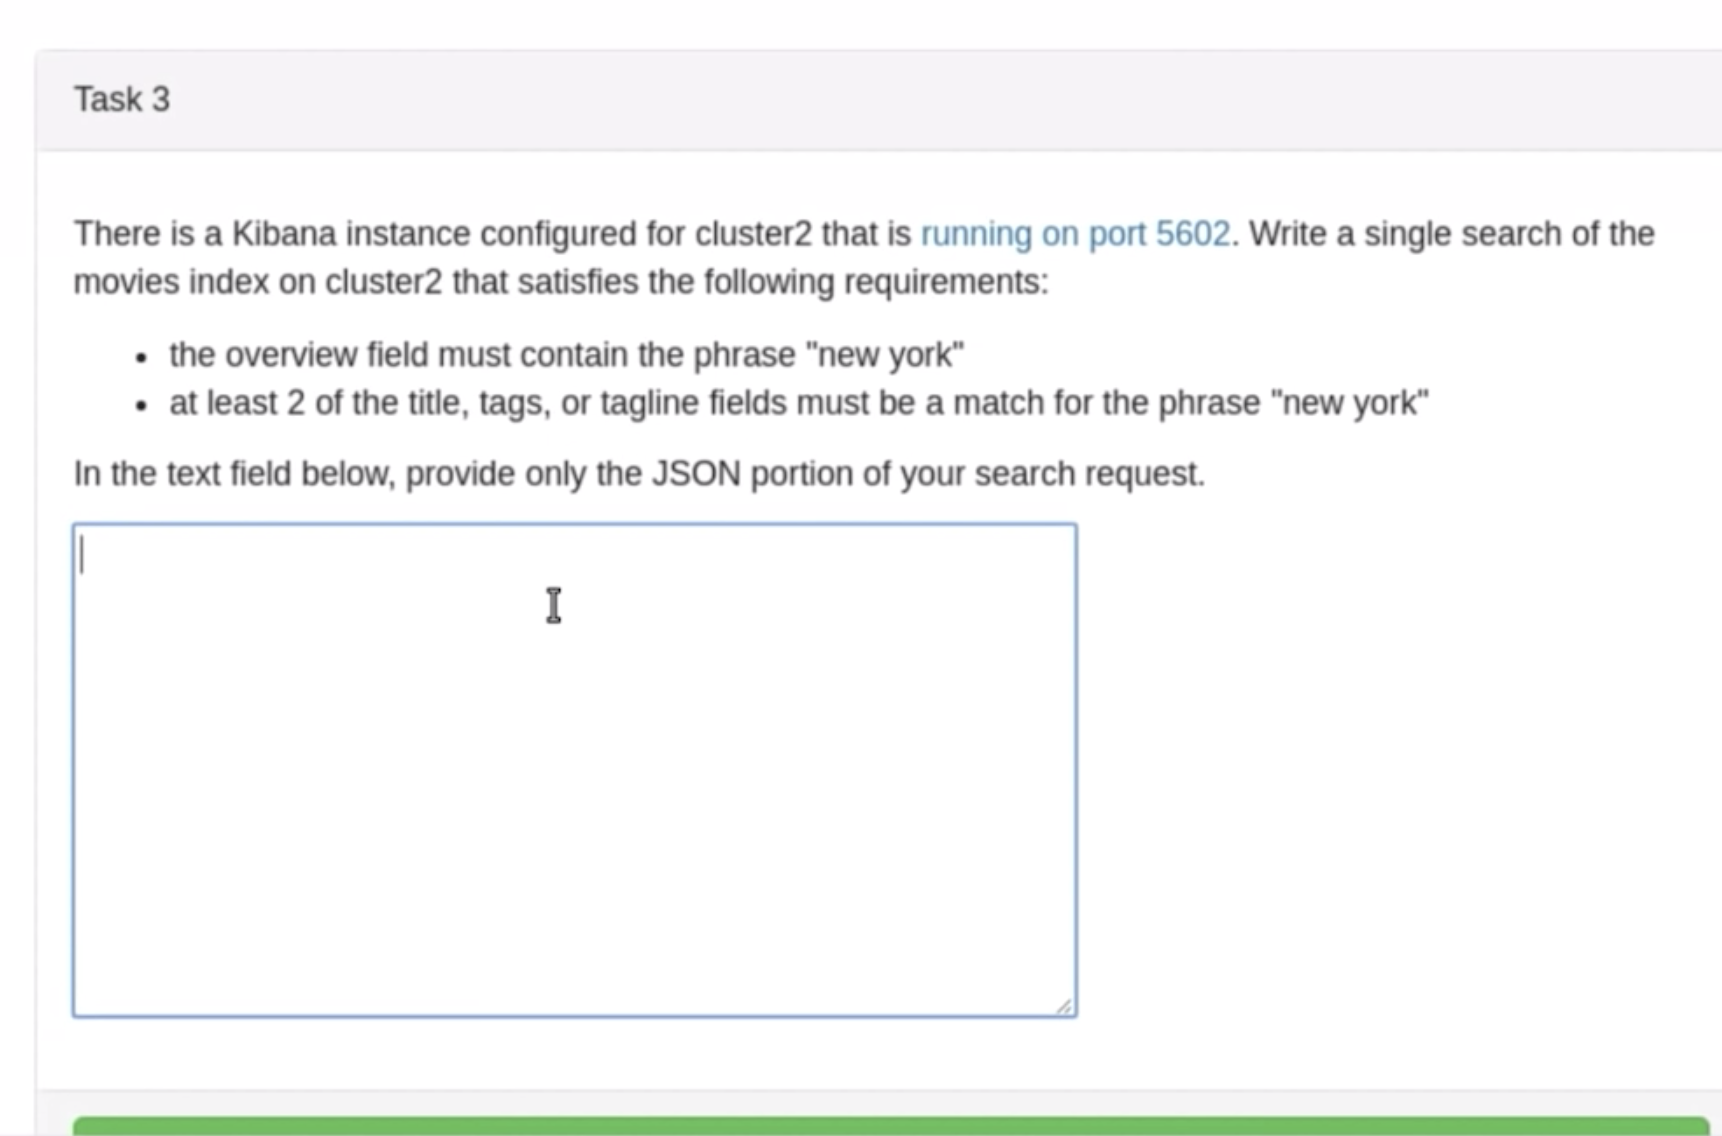 Task 3
There is a Kibana instance configured for cluster2 that is running on port 5602. Write a single search of the
movies index on cluster2 that satisfies the following requirements:
• the overview field must contain the phrase "new york"
• at least 2 of the title, tags, or tagline fields must be a match for the phrase "new york"
In the text field below, provide only the JSON portion of your search request.